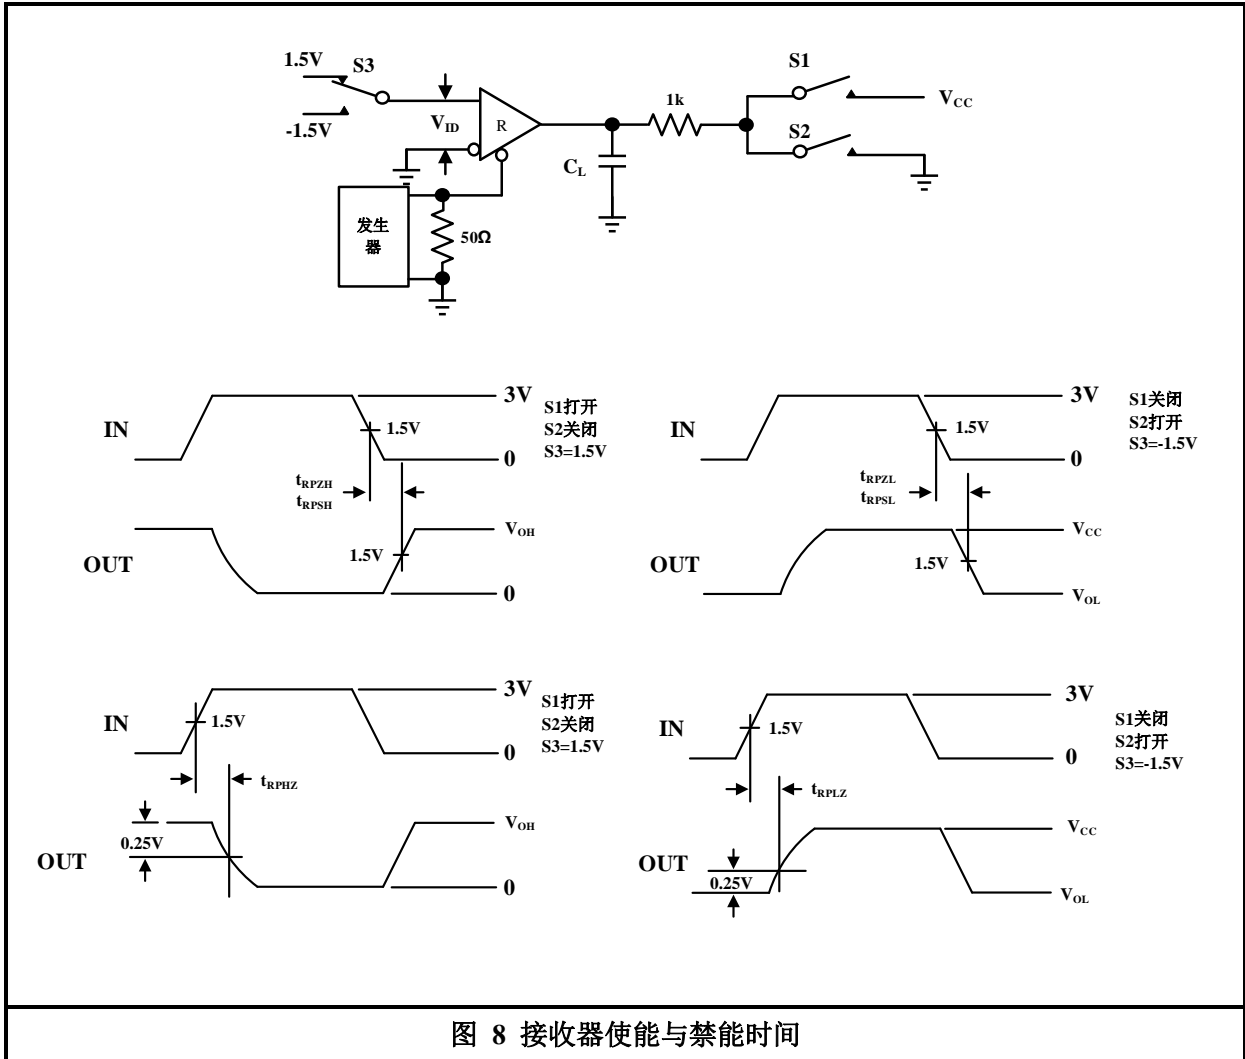 1.5V
S3
-1.5V
V_ID
R
发生
器
50Ω
C_L
1k
S1
V_CC
S2
IN
3V
1.5V
0
S1打开
S2关闭
S3=1.5V
t_RPZH
t_RPSH
OUT
V_OH
1.5V
0
IN
3V
1.5V
0
S1关闭
S2打开
S3=-1.5V
t_RPZL
t_RPSL
OUT
V_CC
1.5V
V_OL
IN
3V
1.5V
0
S1打开
S2关闭
S3=1.5V
t_RPHZ
OUT
0.25V
V_OH
0
IN
3V
1.5V
0
S1关闭
S2打开
S3=-1.5V
t_RPLZ
OUT
0.25V
V_CC
V_OL
图 8 接收器使能与禁能时间